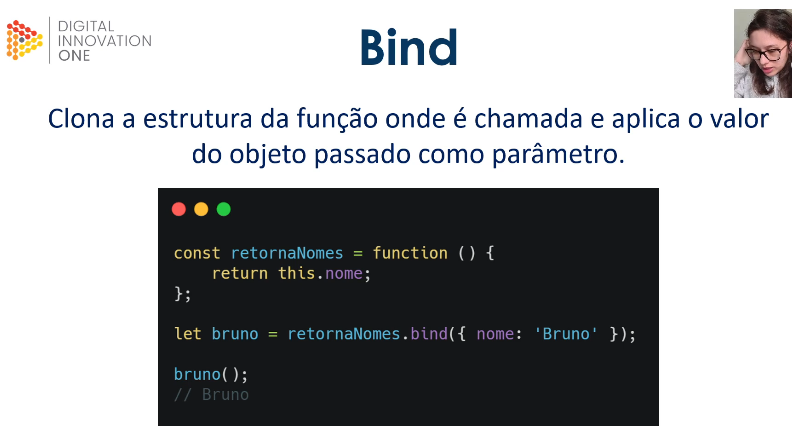 DIGITAL
INNOVATION
ONE
Bind
Clona a estrutura da função onde é chamada e aplica o valor
do objeto passado como parâmetro.
const retornaNomes = function () {
    return this.nome;
};
let bruno = retornaNomes.bind({ nome: 'Bruno' });
bruno();
// Bruno